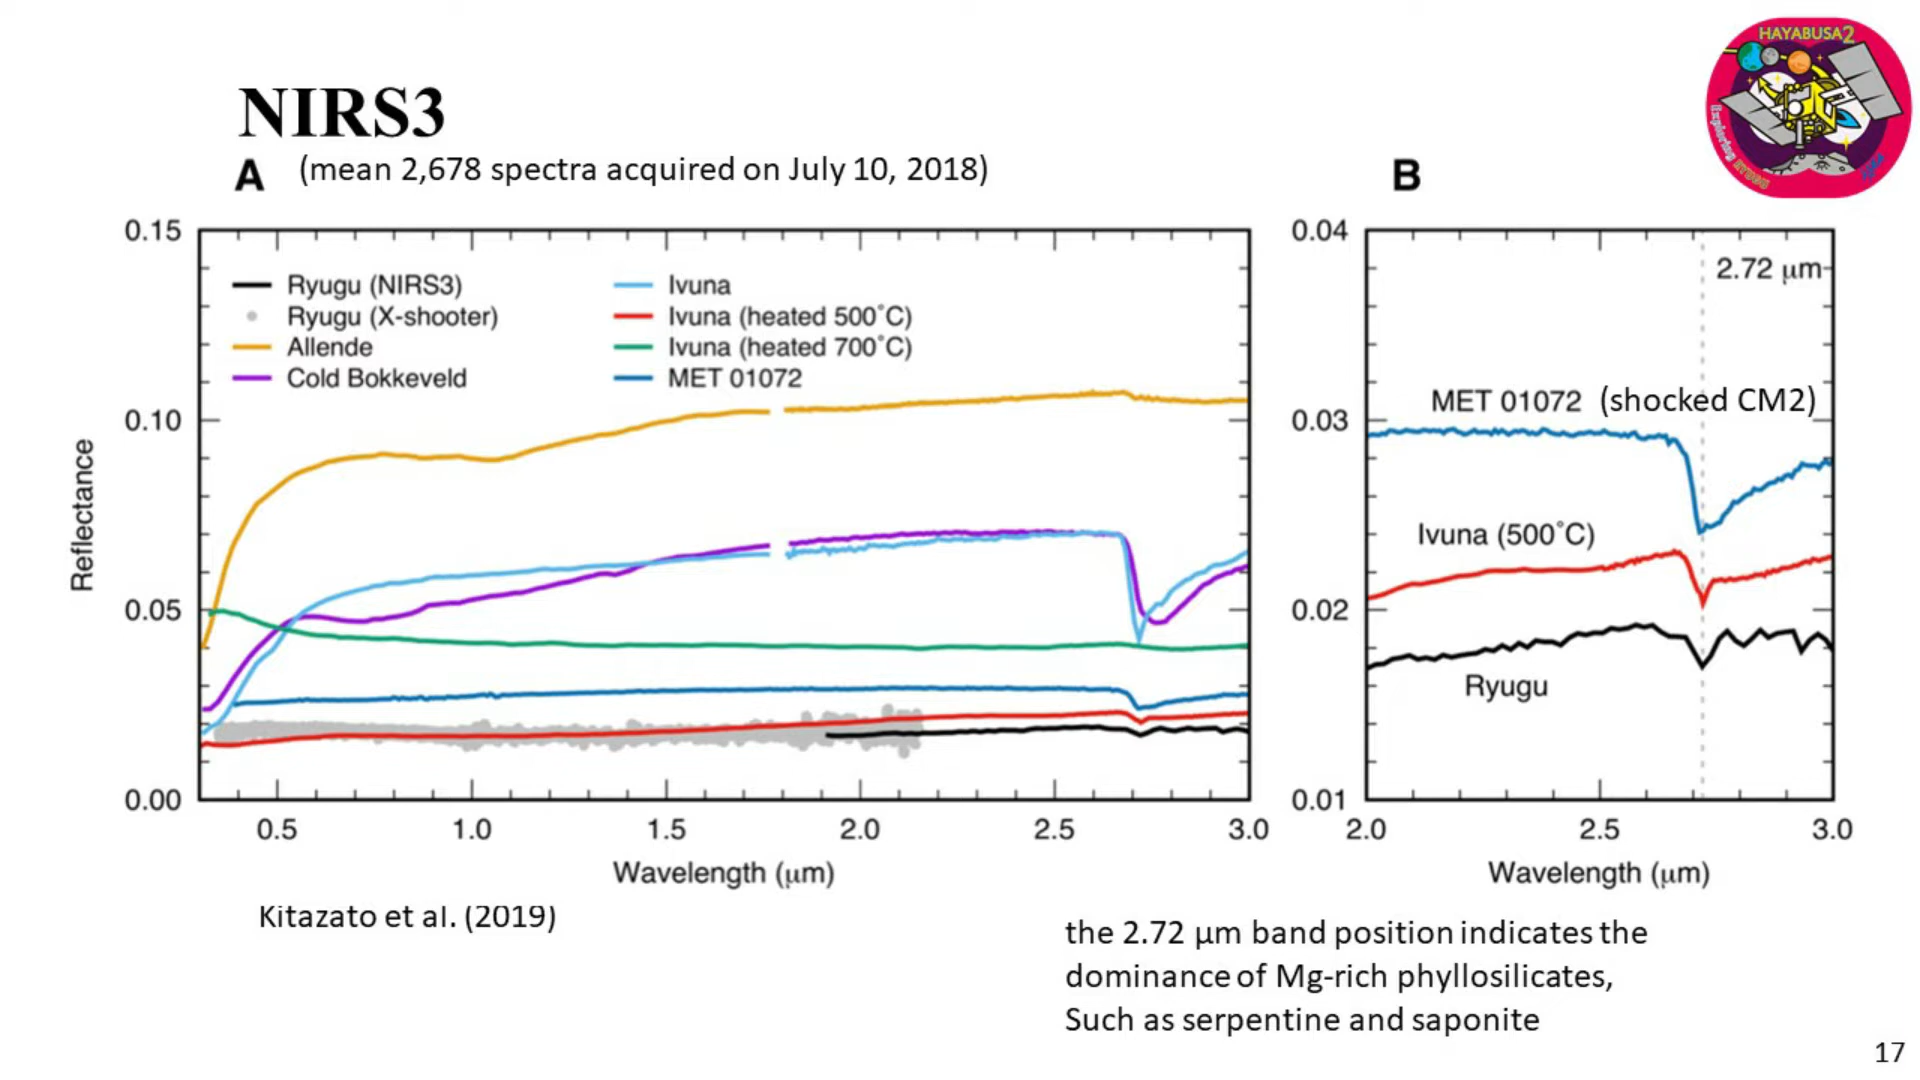 HAYABUSA2
Exploring RYUGU
NIRS3
A (mean 2,678 spectra acquired on July 10, 2018)
B
0.15
0.10
0.05
0.00
Reflectance
Ryugu (NIRS3)
Ryugu (X-shooter)
Allende
Cold Bokkeveld
Ivuna
Ivuna (heated 500˚C)
Ivuna (heated 700˚C)
MET 01072
0.5 1.0 1.5 2.0 2.5 3.0
Wavelength (μm)
0.04
0.03
0.02
0.01
2.72 μm
MET 01072 (shocked CM2)
Ivuna (500˚C)
Ryugu
2.0 2.5 3.0
Wavelength (μm)
Kitazato et al. (2019)
the 2.72 μm band position indicates the
dominance of Mg-rich phyllosilicates,
Such as serpentine and saponite
17